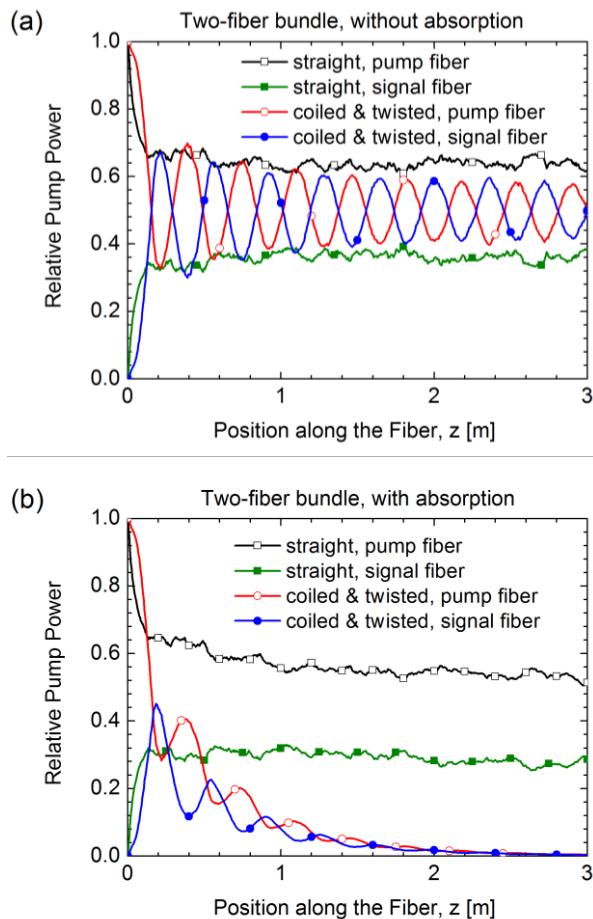 (a)
Two-fiber bundle, without absorption
1.0
0.8
0.6
0.4
0.2
0.0
Relative Pump Power
straight, pump fiber
straight, signal fiber
coiled & twisted, pump fiber
coiled & twisted, signal fiber
0 1 2 3
Position along the Fiber, z [m]
(b)
Two-fiber bundle, with absorption
1.0
0.8
0.6
0.4
0.2
0.0
Relative Pump Power
straight, pump fiber
straight, signal fiber
coiled & twisted, pump fiber
coiled & twisted, signal fiber
0 1 2 3
Position along the Fiber, z [m]